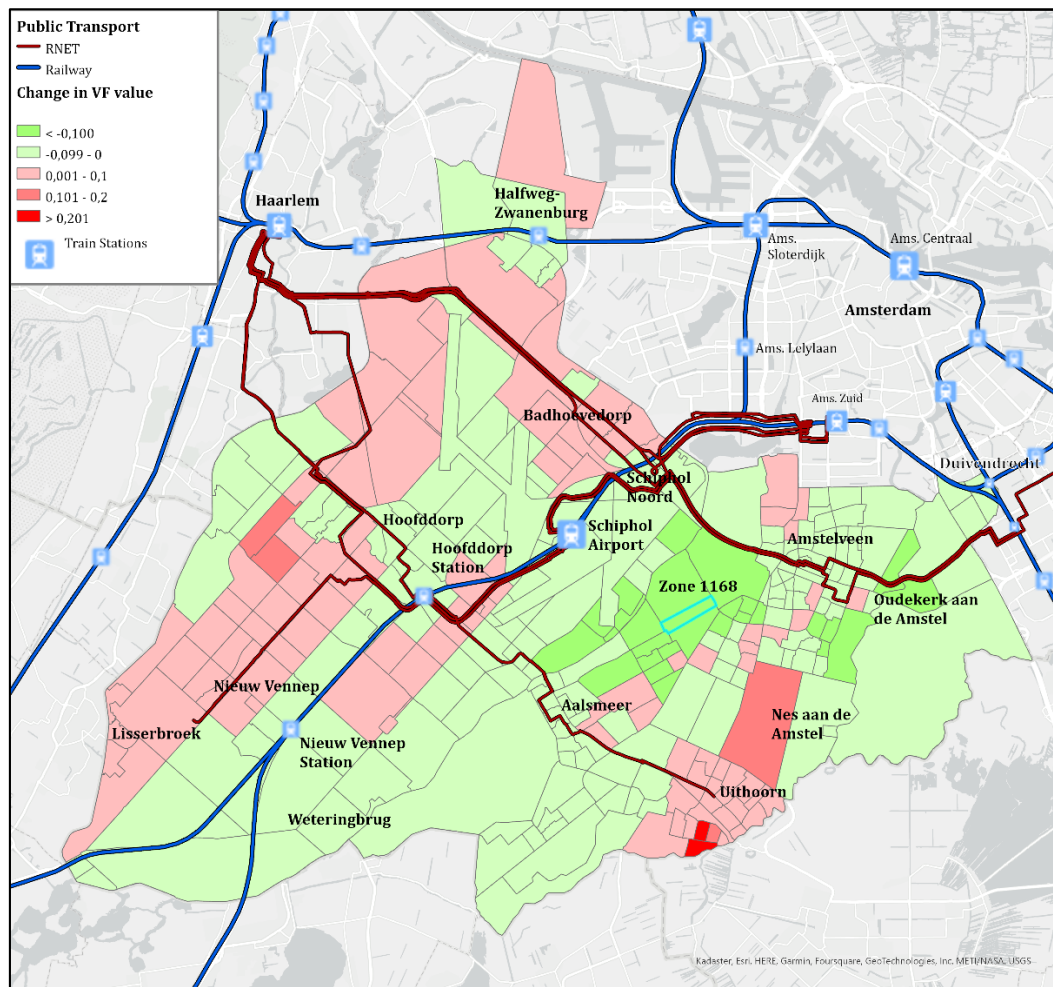 Public Transport
RNET
Railway
Change in VF value
< -0,100
-0,099 - 0
0,001 - 0,1
0,101 - 0,2
> 0,201
Train Stations
Haarlem
Halfweg-
Zwanenburg
Ams.
Sloterdijk
Ams. Centraal
Amsterdam
Ams. Lelylaan
Badhoevedorp
Ams. Zuid
Duivendrecht
Schiphol
Noord
Hoofddorp
Schiphol
Airport
Amstelveen
Hoofddorp
Station
Zone 1168
Oudekerk aan
de Amstel
Nieuw Vennep
Aalsmeer
Lisserbroek
Nes aan de
Amstel
Nieuw Vennep
Station
Uithoorn
Weteringbrug
Kadaster, Esri, HERE, Garmin, Foursquare, GeoTechnologies, Inc, METI/NASA, USGS